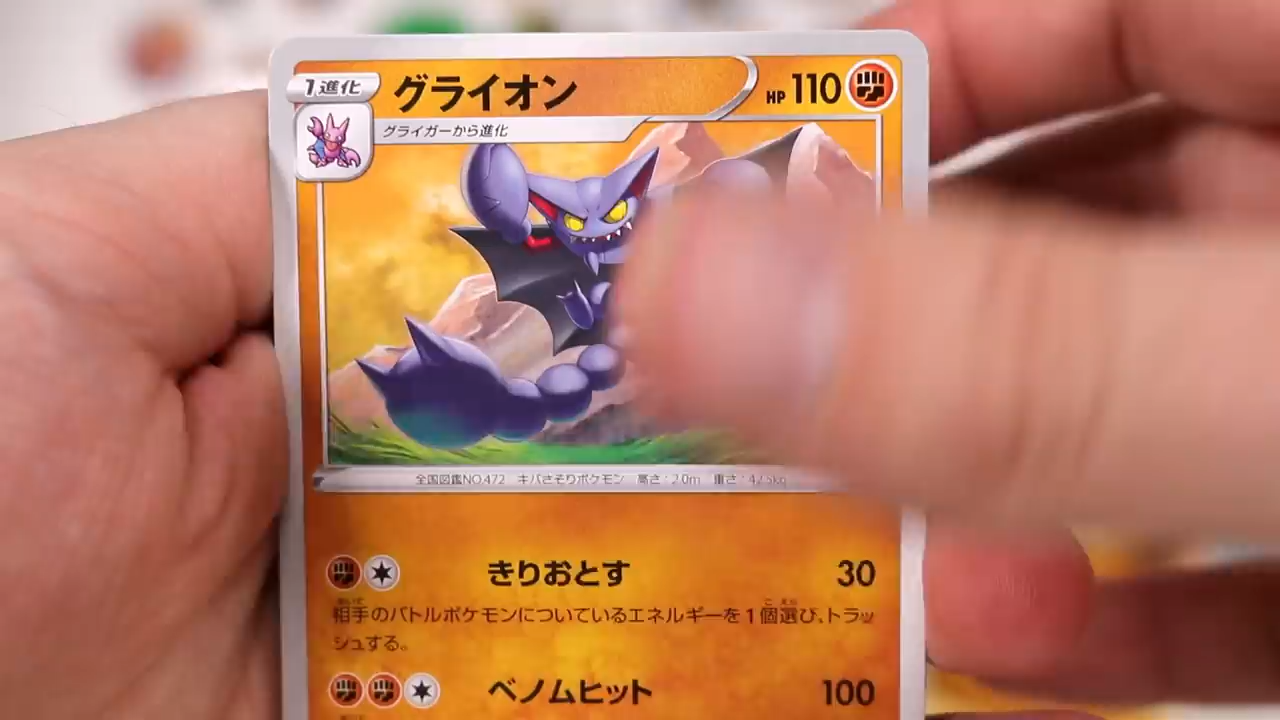 1進化 グライオン HP 110
グライガーから進化
全国図鑑NO.472 キバさそりポケモン 高さ:2.0m 重さ:42.5kg
きりおとす 30
相手のバトルポケモンについているエネルギーを1個選び、トラッ
シュする。
ベノムヒット 100